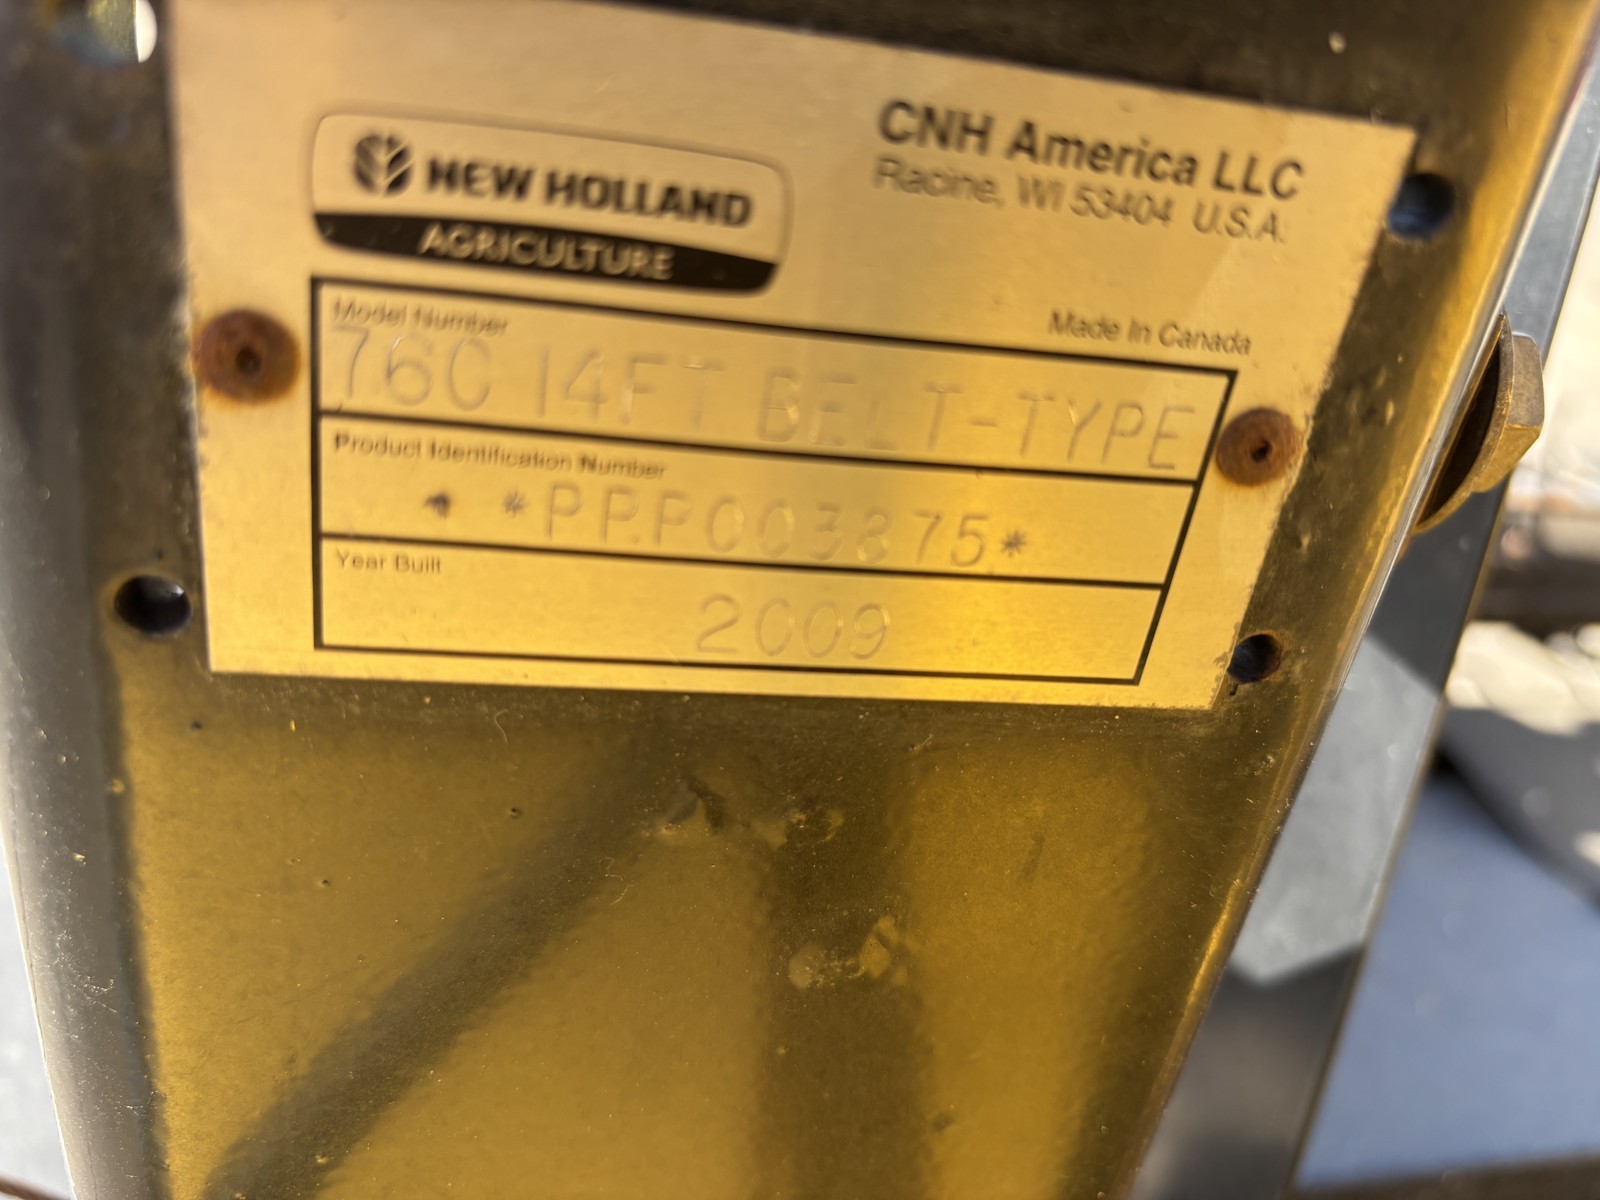 NEW HOLLAND
AGRICULTURE
CNH America LLC
Racine, WI 53404 U.S.A.
Made In Canada
Model Number
76C 14FT BELT-TYPE
Product Identification Number
*PPP003875*
Year Built
2009